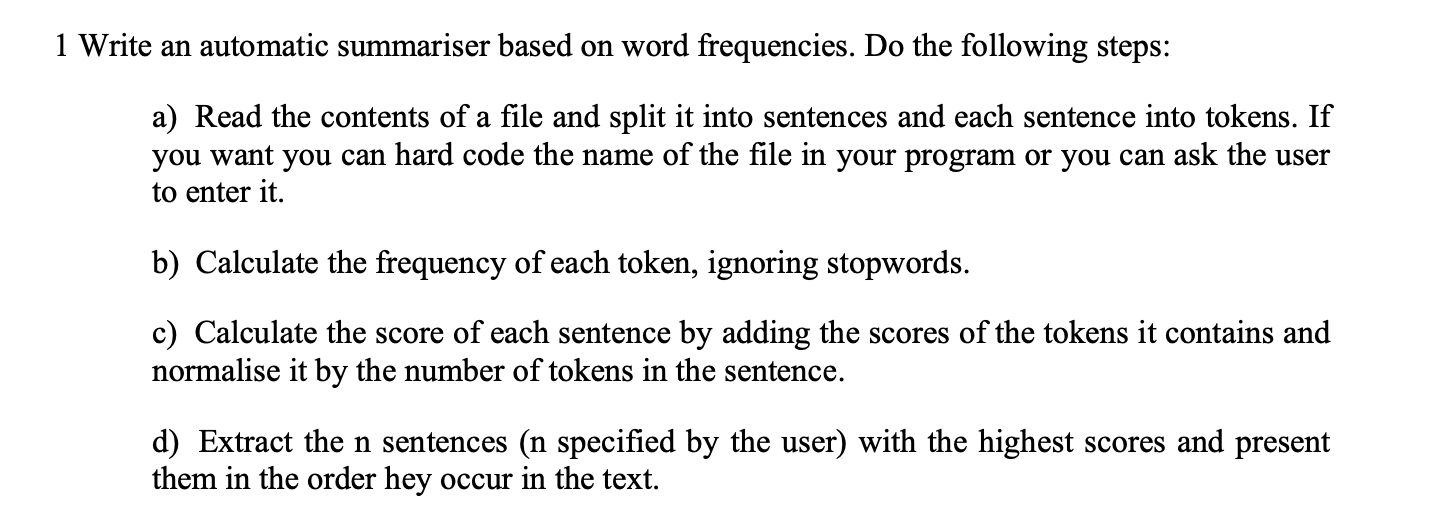 1 Write an automatic summariser based on word frequencies. Do the following steps:
a) Read the contents of a file and split it into sentences and each sentence into tokens. If
you want you can hard code the name of the file in your program or you can ask the user
to enter it.
b) Calculate the frequency of each token, ignoring stopwords.
c) Calculate the score of each sentence by adding the scores of the tokens it contains and
normalise it by the number of tokens in the sentence.
d) Extract the n sentences (n specified by the user) with the highest scores and present
them in the order hey occur in the text.